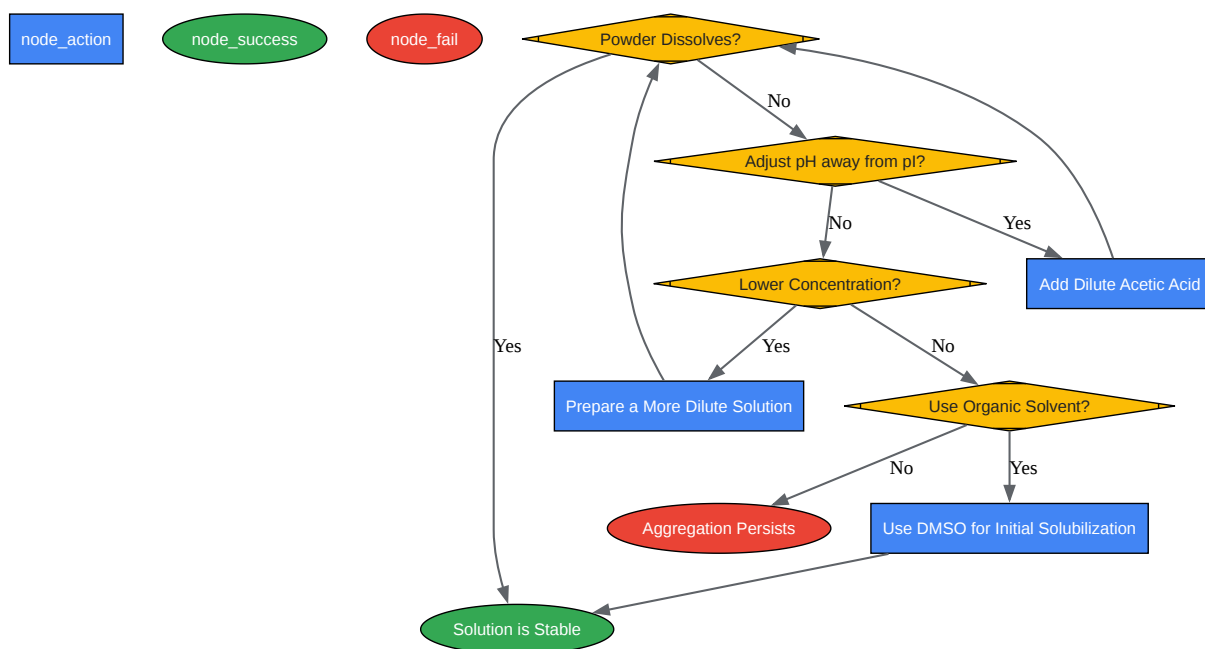 node_action
node_success
node_fail
Powder Dissolves?
No
Adjust pH away from pI?
No
Yes
Lower Concentration?
Add Dilute Acetic Acid
Yes
Yes
No
Prepare a More Dilute Solution
Use Organic Solvent?
No
Yes
Aggregation Persists
Use DMSO for Initial Solubilization
Solution is Stable